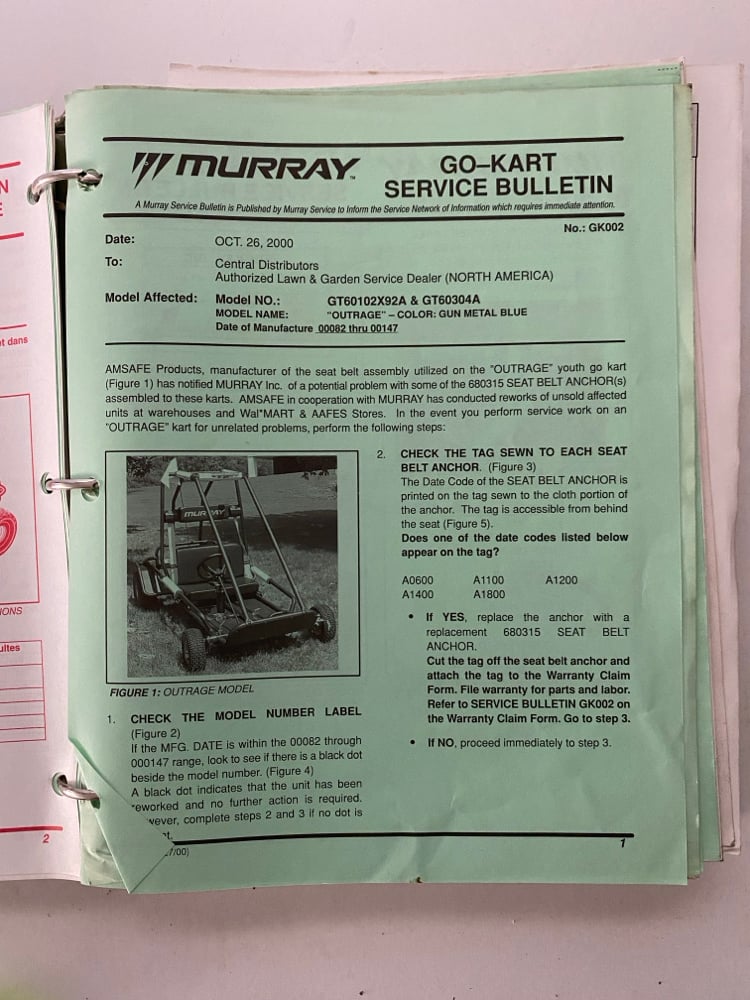 MURRAY
GO–KART
SERVICE BULLETIN
A Murray Service Bulletin is Published by Murray Service to Inform the Service Network of Information which requires immediate attention.
No.: GK002
Date: OCT. 26, 2000
To: Central Distributors
Authorized Lawn & Garden Service Dealer (NORTH AMERICA)
Model Affected: Model NO.: GT60102X92A & GT60304A
MODEL NAME: "OUTRAGE" – COLOR: GUN METAL BLUE
Date of Manufacture 00082 thru 00147
AMSAFE Products, manufacturer of the seat belt assembly utilized on the "OUTRAGE" youth go kart
(Figure 1) has notified MURRAY Inc. of a potential problem with some of the 680315 SEAT BELT ANCHOR(s)
assembled to these karts. AMSAFE in cooperation with MURRAY has conducted reworks of unsold affected
units at warehouses and Wal*MART & AAFES Stores. In the event you perform service work on an
"OUTRAGE" kart for unrelated problems, perform the following steps:
MURRAY
FIGURE 1: OUTRAGE MODEL
1. CHECK THE MODEL NUMBER LABEL
(Figure 2)
If the MFG. DATE is within the 00082 through
000147 range, look to see if there is a black dot
beside the model number. (Figure 4)
A black dot indicates that the unit has been
reworked and no further action is required.
wever, complete steps 2 and 3 if no dot is
t.
7/00)
2. CHECK THE TAG SEWN TO EACH SEAT
BELT ANCHOR. (Figure 3)
The Date Code of the SEAT BELT ANCHOR is
printed on the tag sewn to the cloth portion of
the anchor. The tag is accessible from behind
the seat (Figure 5).
Does one of the date codes listed below
appear on the tag?
A0600 A1100 A1200
A1400 A1800
• If YES, replace the anchor with a
replacement 680315 SEAT BELT
ANCHOR.
Cut the tag off the seat belt anchor and
attach the tag to the Warranty Claim
Form. File warranty for parts and labor.
Refer to SERVICE BULLETIN GK002 on
the Warranty Claim Form. Go to step 3.
• If NO, proceed immediately to step 3.
1
N
E
t dans
IONS
ultes
2